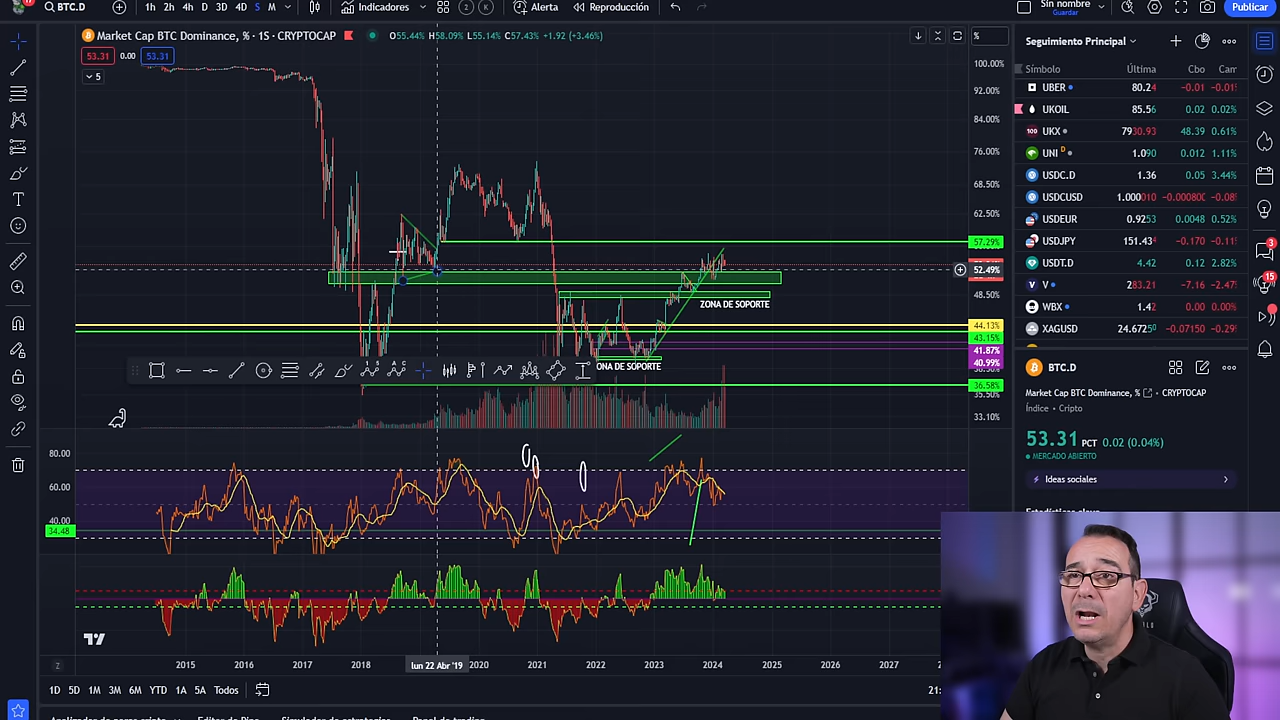 BTC.D
1h 2h 4h D 3D 4D S M
Indicadores
Alerta
Reproducción
Sin nombre
Guardar
Publicar
Market Cap BTC Dominance, % · 1S · CRYPTOCAP
O55.44% H58.09% L55.14% C57.43% +1.92 (+3.46%)
53.31 0.00 53.31
5
%
100.00%
92.00%
84.00%
76.00%
68.50%
62.50%
57.29%
52.49%
48.50%
44.13%
43.15%
41.87%
40.99%
36.58%
35.50%
33.10%
ZONA DE SOPORTE
ONA DE SOPORTE
80.00
60.00
40.00
34.48
2015 2016 2017 2018 lun 22 Abr '19 2020 2021 2022 2023 2024 2025 2026 2027
1D 5D 1M 3M 6M YTD 1A 5A Todos
21:
Seguimiento Principal
Símbolo Última Cbo Cam
UBER 80.24 -0.01 -0.01
UKOIL 85.56 0.02 0.02%
UKX 7930.93 48.39 0.61%
UNI D 1.090 0.012 1.11%
USDC.D 1.36 0.05 3.44%
USDCUSD 1.000010 -0.000800 -0.08
USDEUR 0.9253 0.0048 0.52%
USDJPY 151.434 -0.170 -0.11
USDT.D 4.42 0.12 2.82%
V 283.21 -7.16 -2.47
WBX 1.42 0.00 0.00%
XAGUSD 24.6725 -0.07150 -0.29
BTC.D
Market Cap BTC Dominance, % CRYPTOCAP
Índice · Cripto
53.31 PCT 0.02 (0.04%)
MERCADO ABIERTO
Ideas sociales
3
15